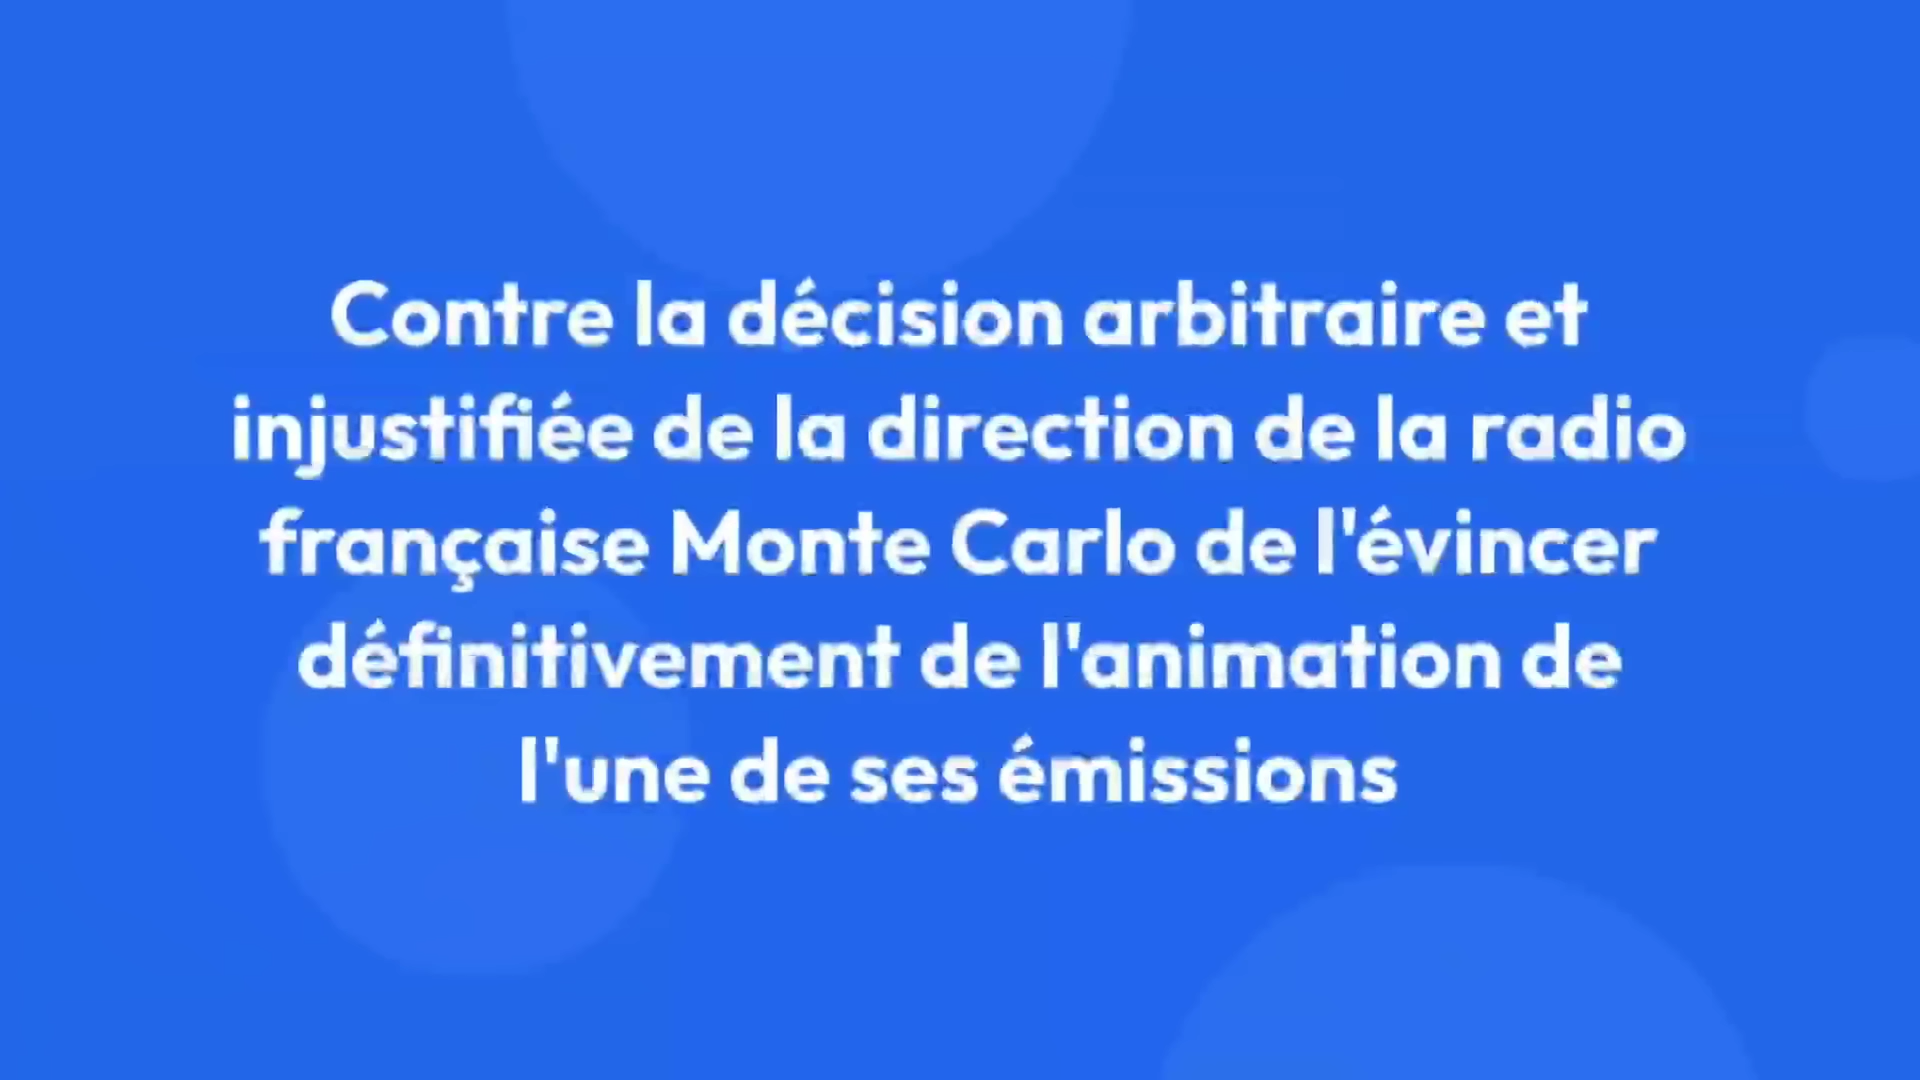 Contre la décision arbitraire et
injustifiée de la direction de la radio
française Monte Carlo de l'évincer
définitivement de l'animation de
l'une de ses émissions